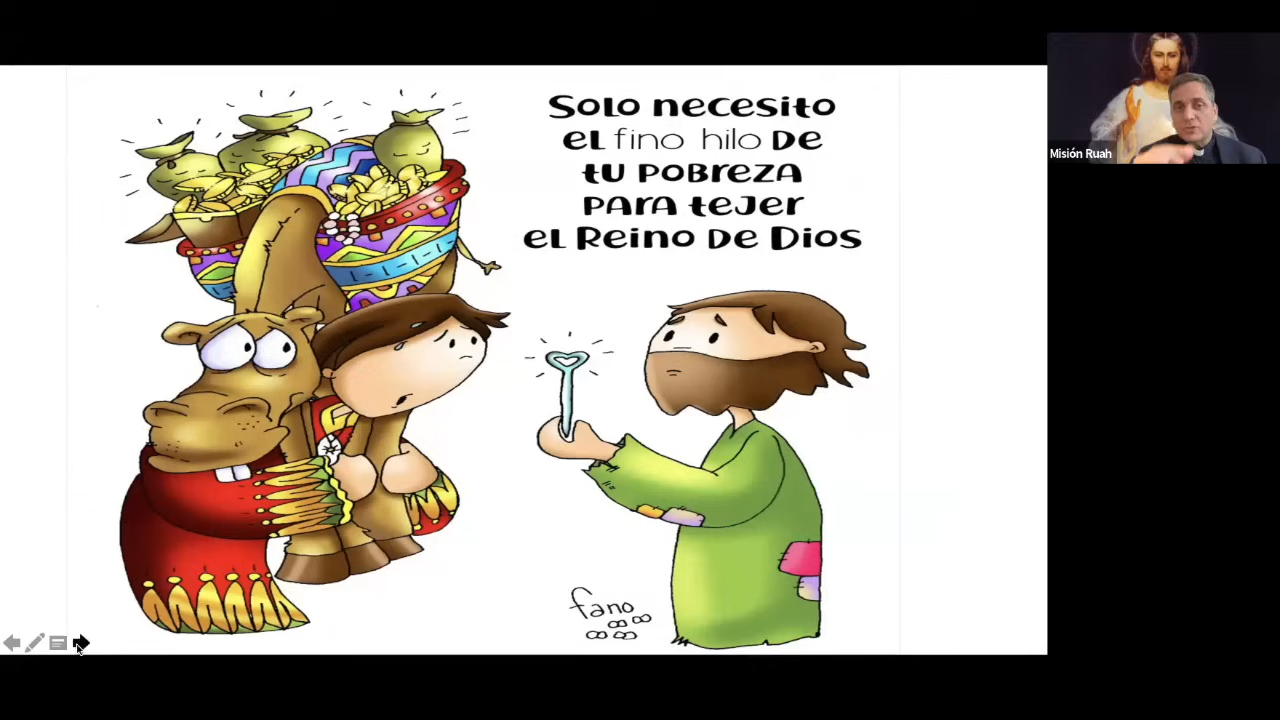 Solo necesito
el fino hilo de
tu pobreza
para tejer
el Reino de Dios
Misión Ruah
fano